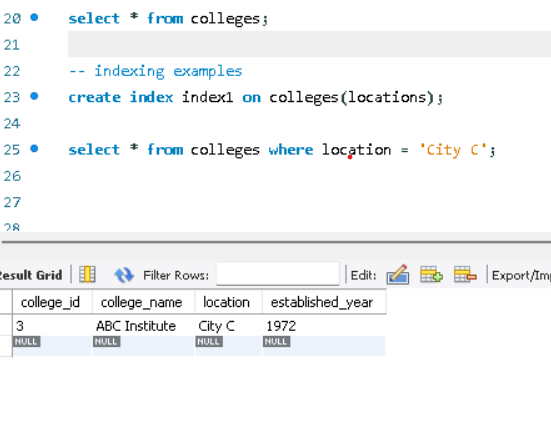 20 select * from colleges;
21
22 -- indexing examples
23 create index index1 on colleges(locations);
24
25 select * from colleges where location = 'City C';
26
27
28
Result Grid Filter Rows: Edit: Export/Imp
college_id college_name location established_year
3 ABC Institute City C 1972
NULL NULL NULL NULL